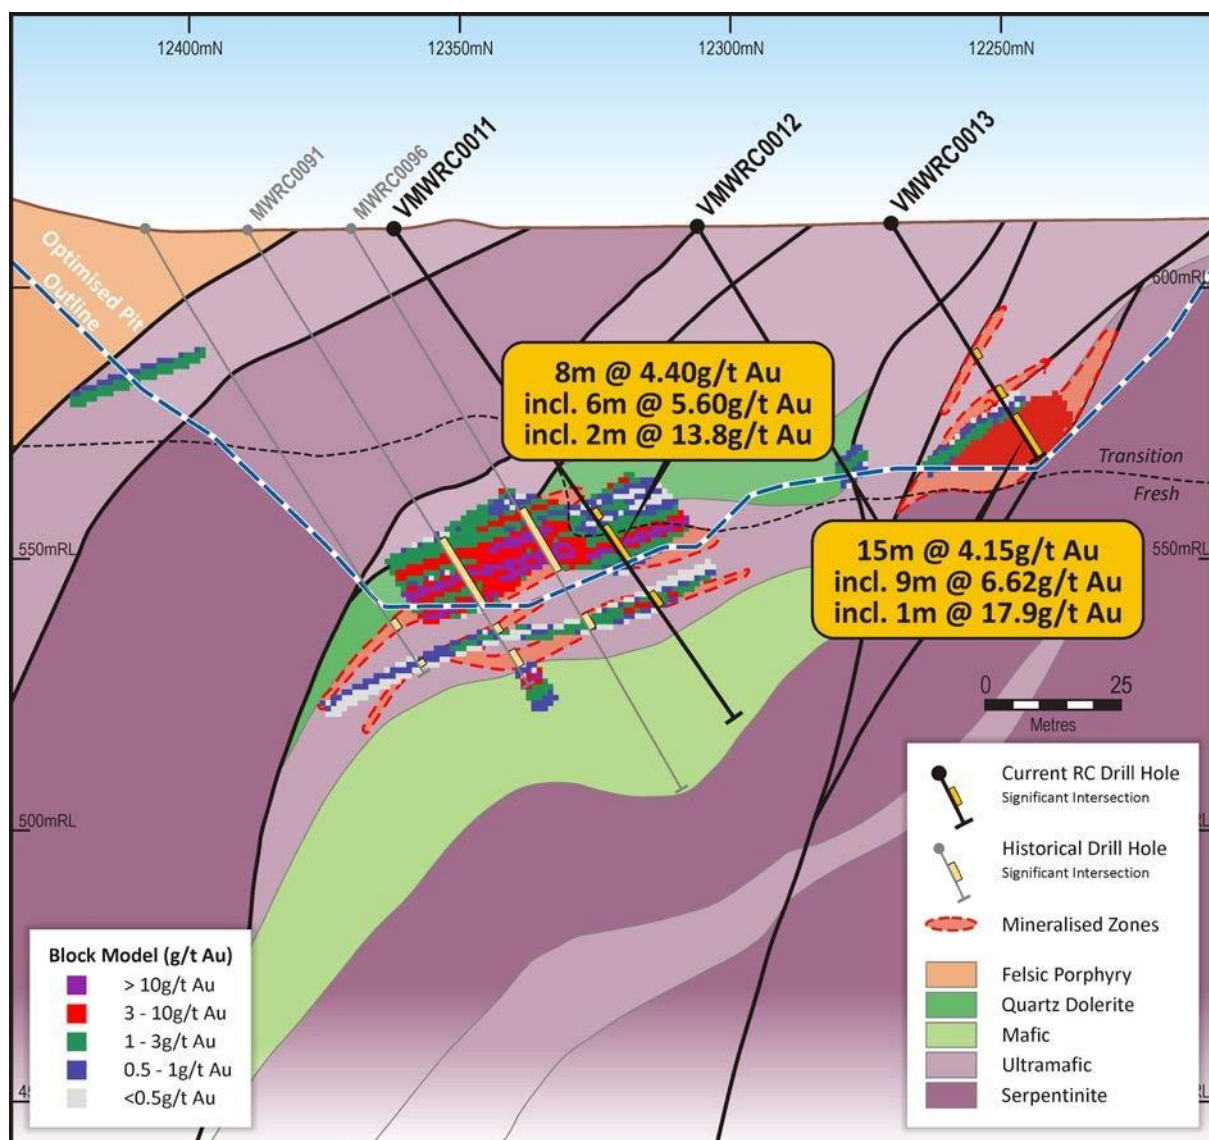 12400mN
12350mN
12300mN
12250mN
MWRC0091
MWRC0096
VMWRC0011
VMWRC0012
VMWRC0013
Optimised Pit
Outline
600mRL
8m @ 4.40g/t Au
incl. 6m @ 5.60g/t Au
incl. 2m @ 13.8g/t Au
Transition
Fresh
550mRL
550mRL
15m @ 4.15g/t Au
incl. 9m @ 6.62g/t Au
incl. 1m @ 17.9g/t Au
0 25
Metres
500mRL
Current RC Drill Hole
Significant Intersection
Historical Drill Hole
Significant Intersection
Mineralised Zones
Felsic Porphyry
Quartz Dolerite
Mafic
Ultramafic
Serpentinite
Block Model (g/t Au)
> 10g/t Au
3 - 10g/t Au
1 - 3g/t Au
0.5 - 1g/t Au
<0.5g/t Au